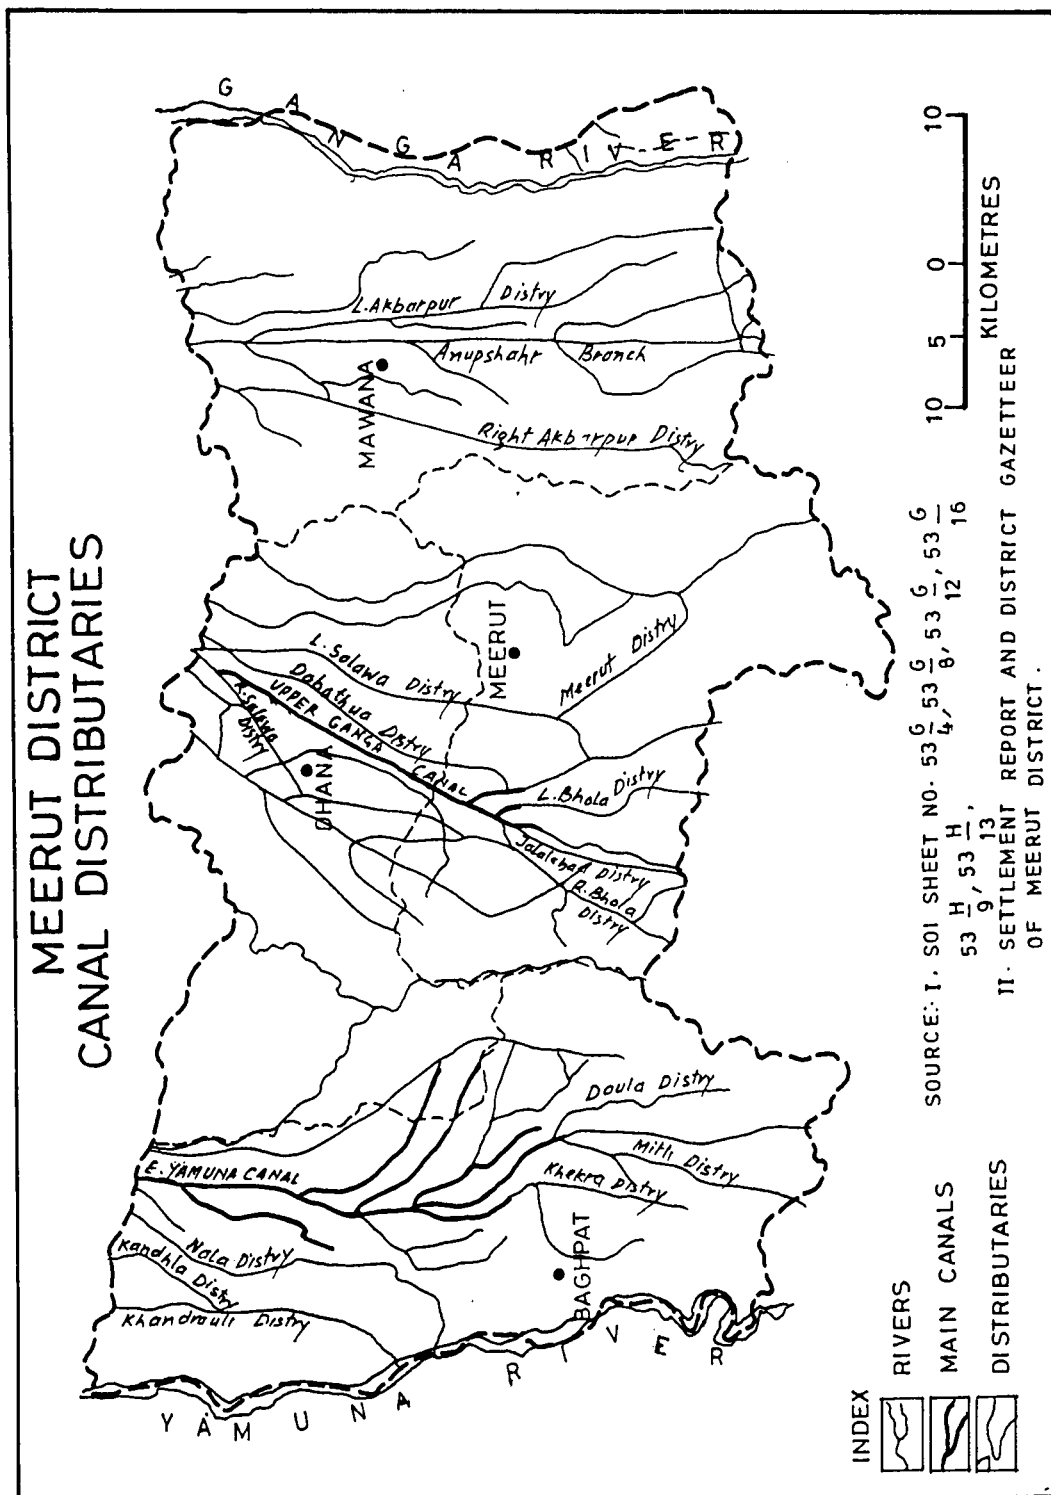 MEERUT DISTRICT
CANAL DISTRIBUTARIES
GANGA RIVER
L. Akbarpur Distry
Anupshahr Branch
MAWANA
Right Akbarpur Distry
MEERUT
Meerut Distry
L. Salawa Distry
Dabathwa Distry
UPPER GANGA CANAL
R. Salawa Distry
DHANA
L. Bhola Distry
Jalalabad Distry
R. Bhola Distry
E. YAMUNA CANAL
Nala Distry
Kandhla Distry
Khandrauli Distry
Daula Distry
Mitli Distry
Khekra Distry
BAGHPAT
YAMUNA RIVER
10 5 0 10
KILOMETRES
SOURCE: I. SOI SHEET NO. 53 G/4, 53 G/8, 53 G/12, 53 G/16
53 H/9, 53 H/13,
II. SETTLEMENT REPORT AND DISTRICT GAZETTEER
OF MEERUT DISTRICT.
INDEX
RIVERS
MAIN CANALS
DISTRIBUTARIES